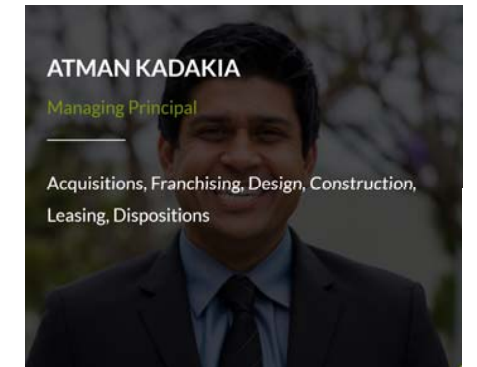 ATMAN KADAKIA
Managing Principal
Acquisitions, Franchising, Design, Construction,
Leasing, Dispositions